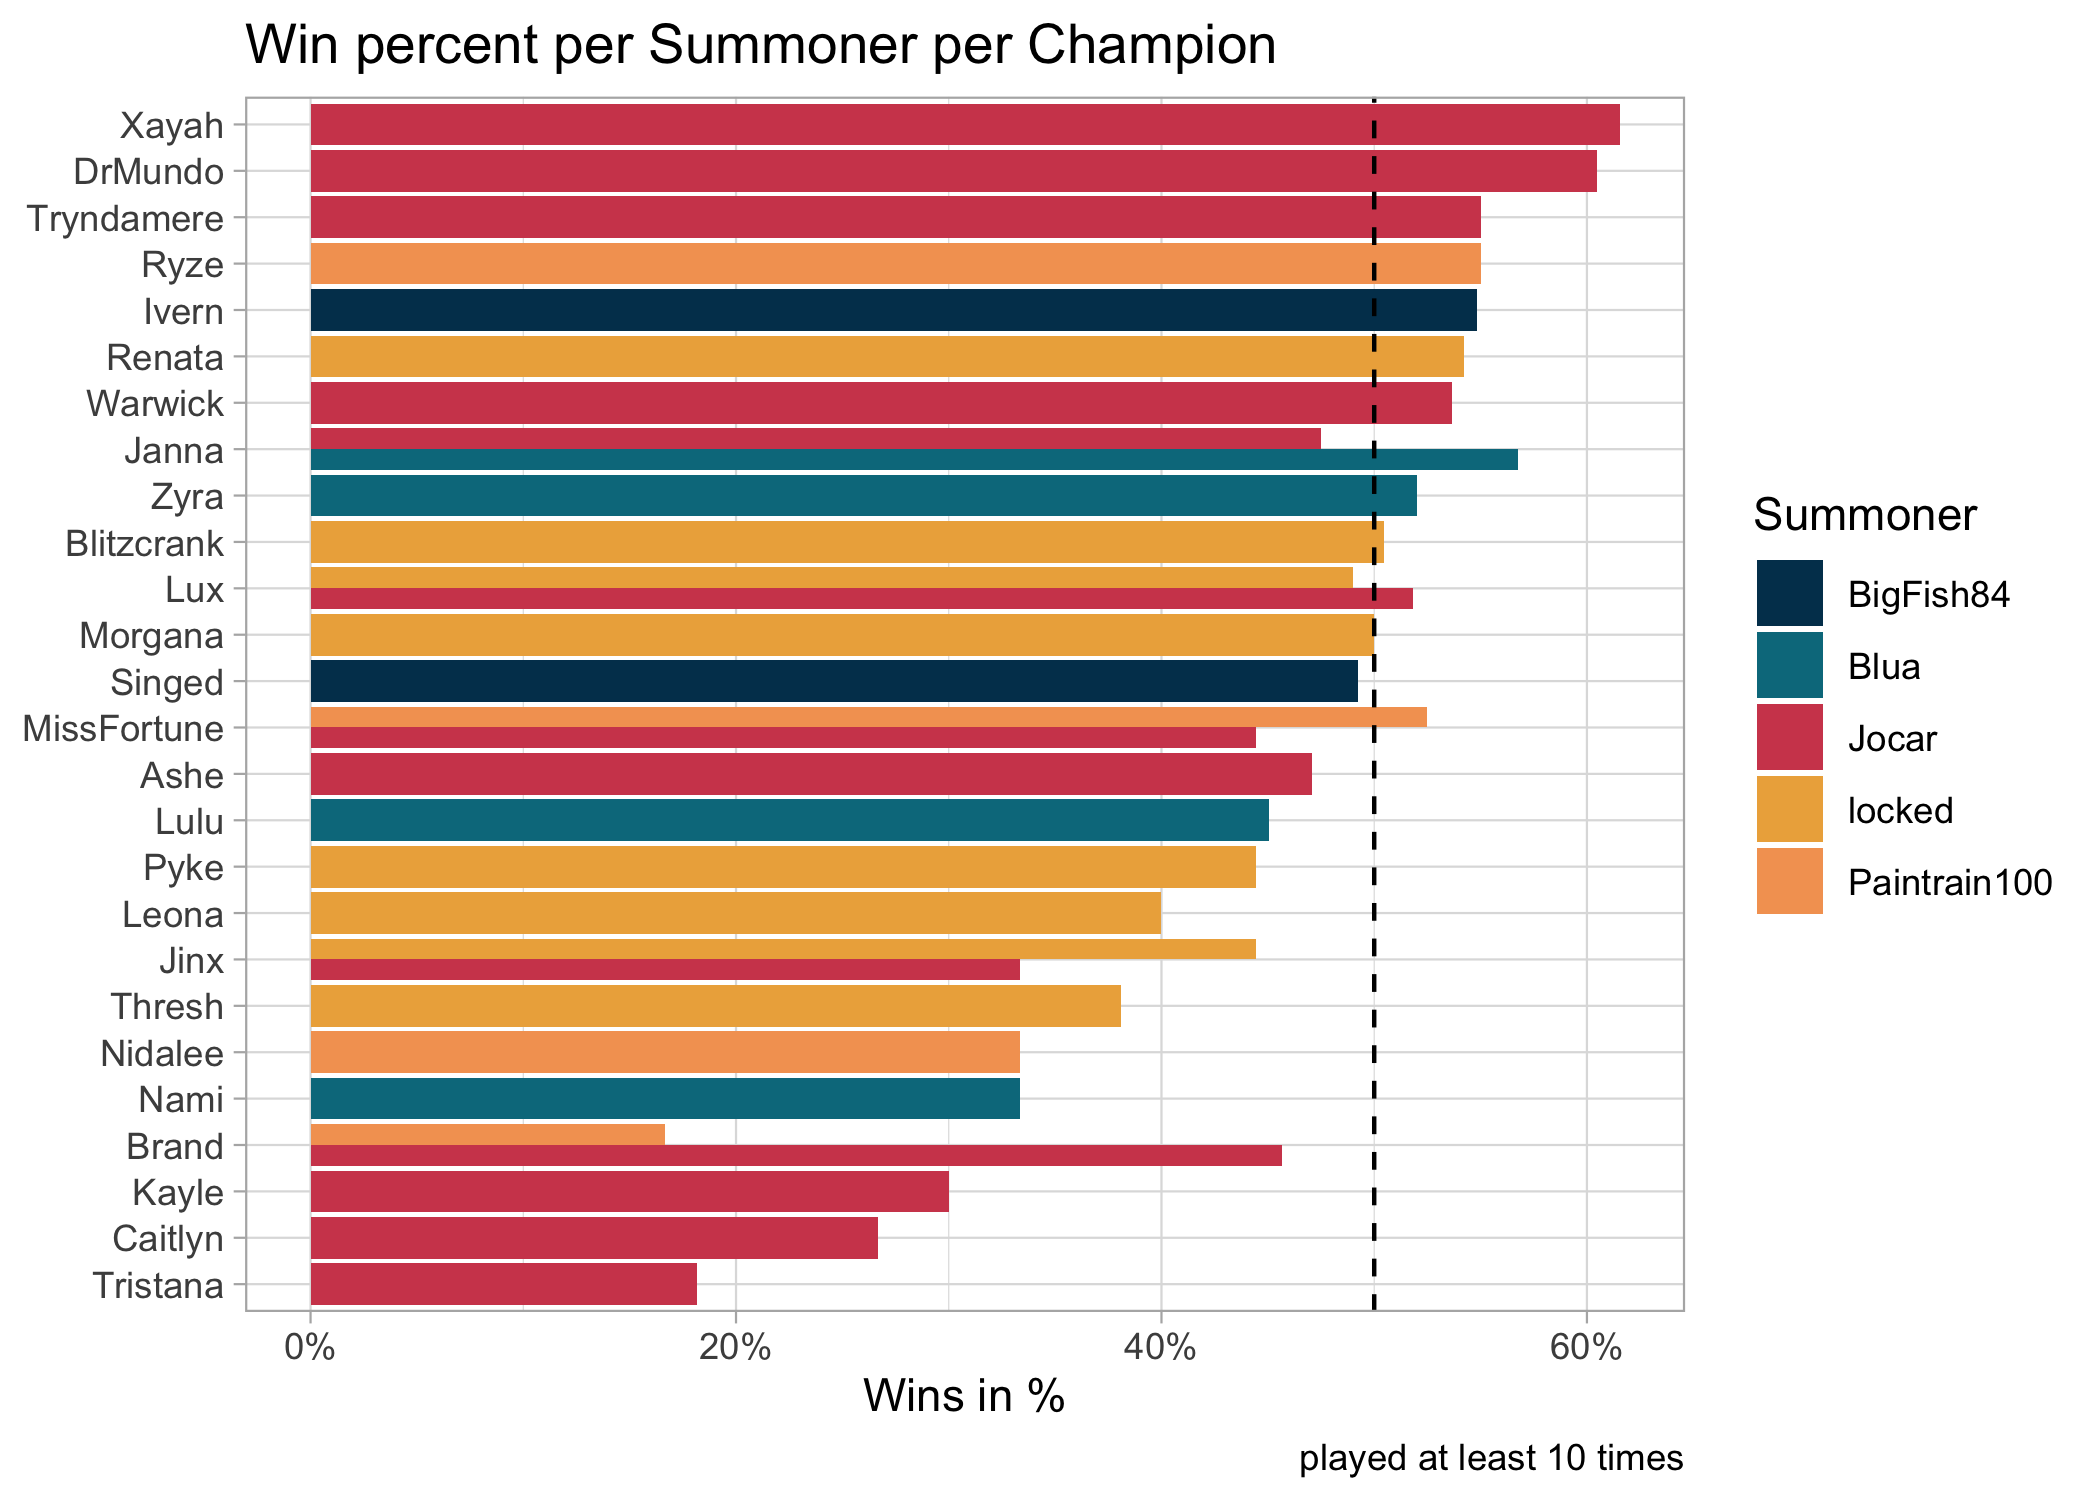 Win percent per Summoner per Champion
Xayah
DrMundo
Tryndamere
Ryze
Ivern
Renata
Warwick
Janna
Zyra
Blitzcrank
Lux
Morgana
Singed
MissFortune
Ashe
Lulu
Pyke
Leona
Jinx
Thresh
Nidalee
Nami
Brand
Kayle
Caitlyn
Tristana
0% 20% 40% 60%
Wins in %
played at least 10 times
Summoner
BigFish84
Blua
Jocar
locked
Paintrain100